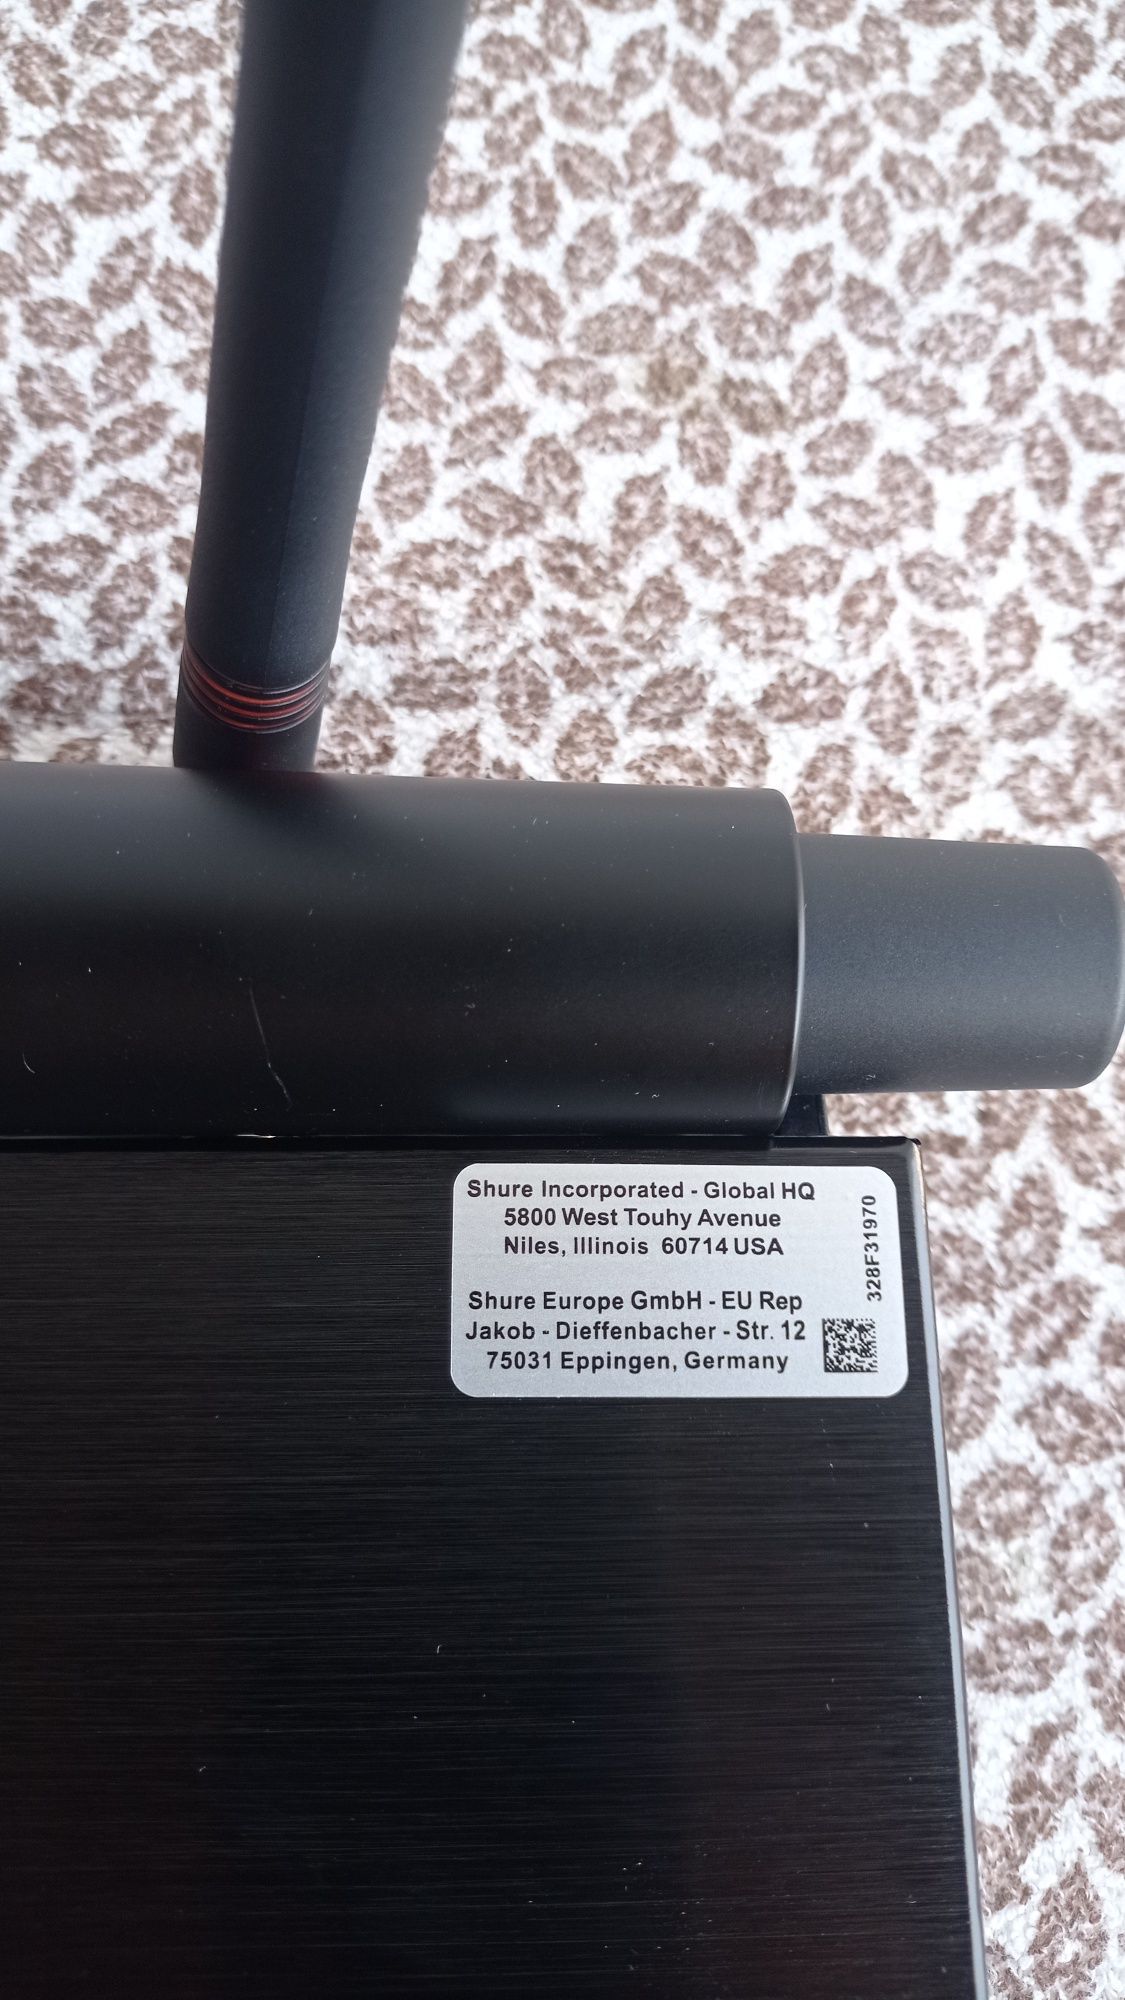 Shure Incorporated - Global HQ
5800 West Touhy Avenue
Niles, Illinois 60714 USA
Shure Europe GmbH - EU Rep
Jakob - Dieffenbacher - Str. 12
75031 Eppingen, Germany
328F31970